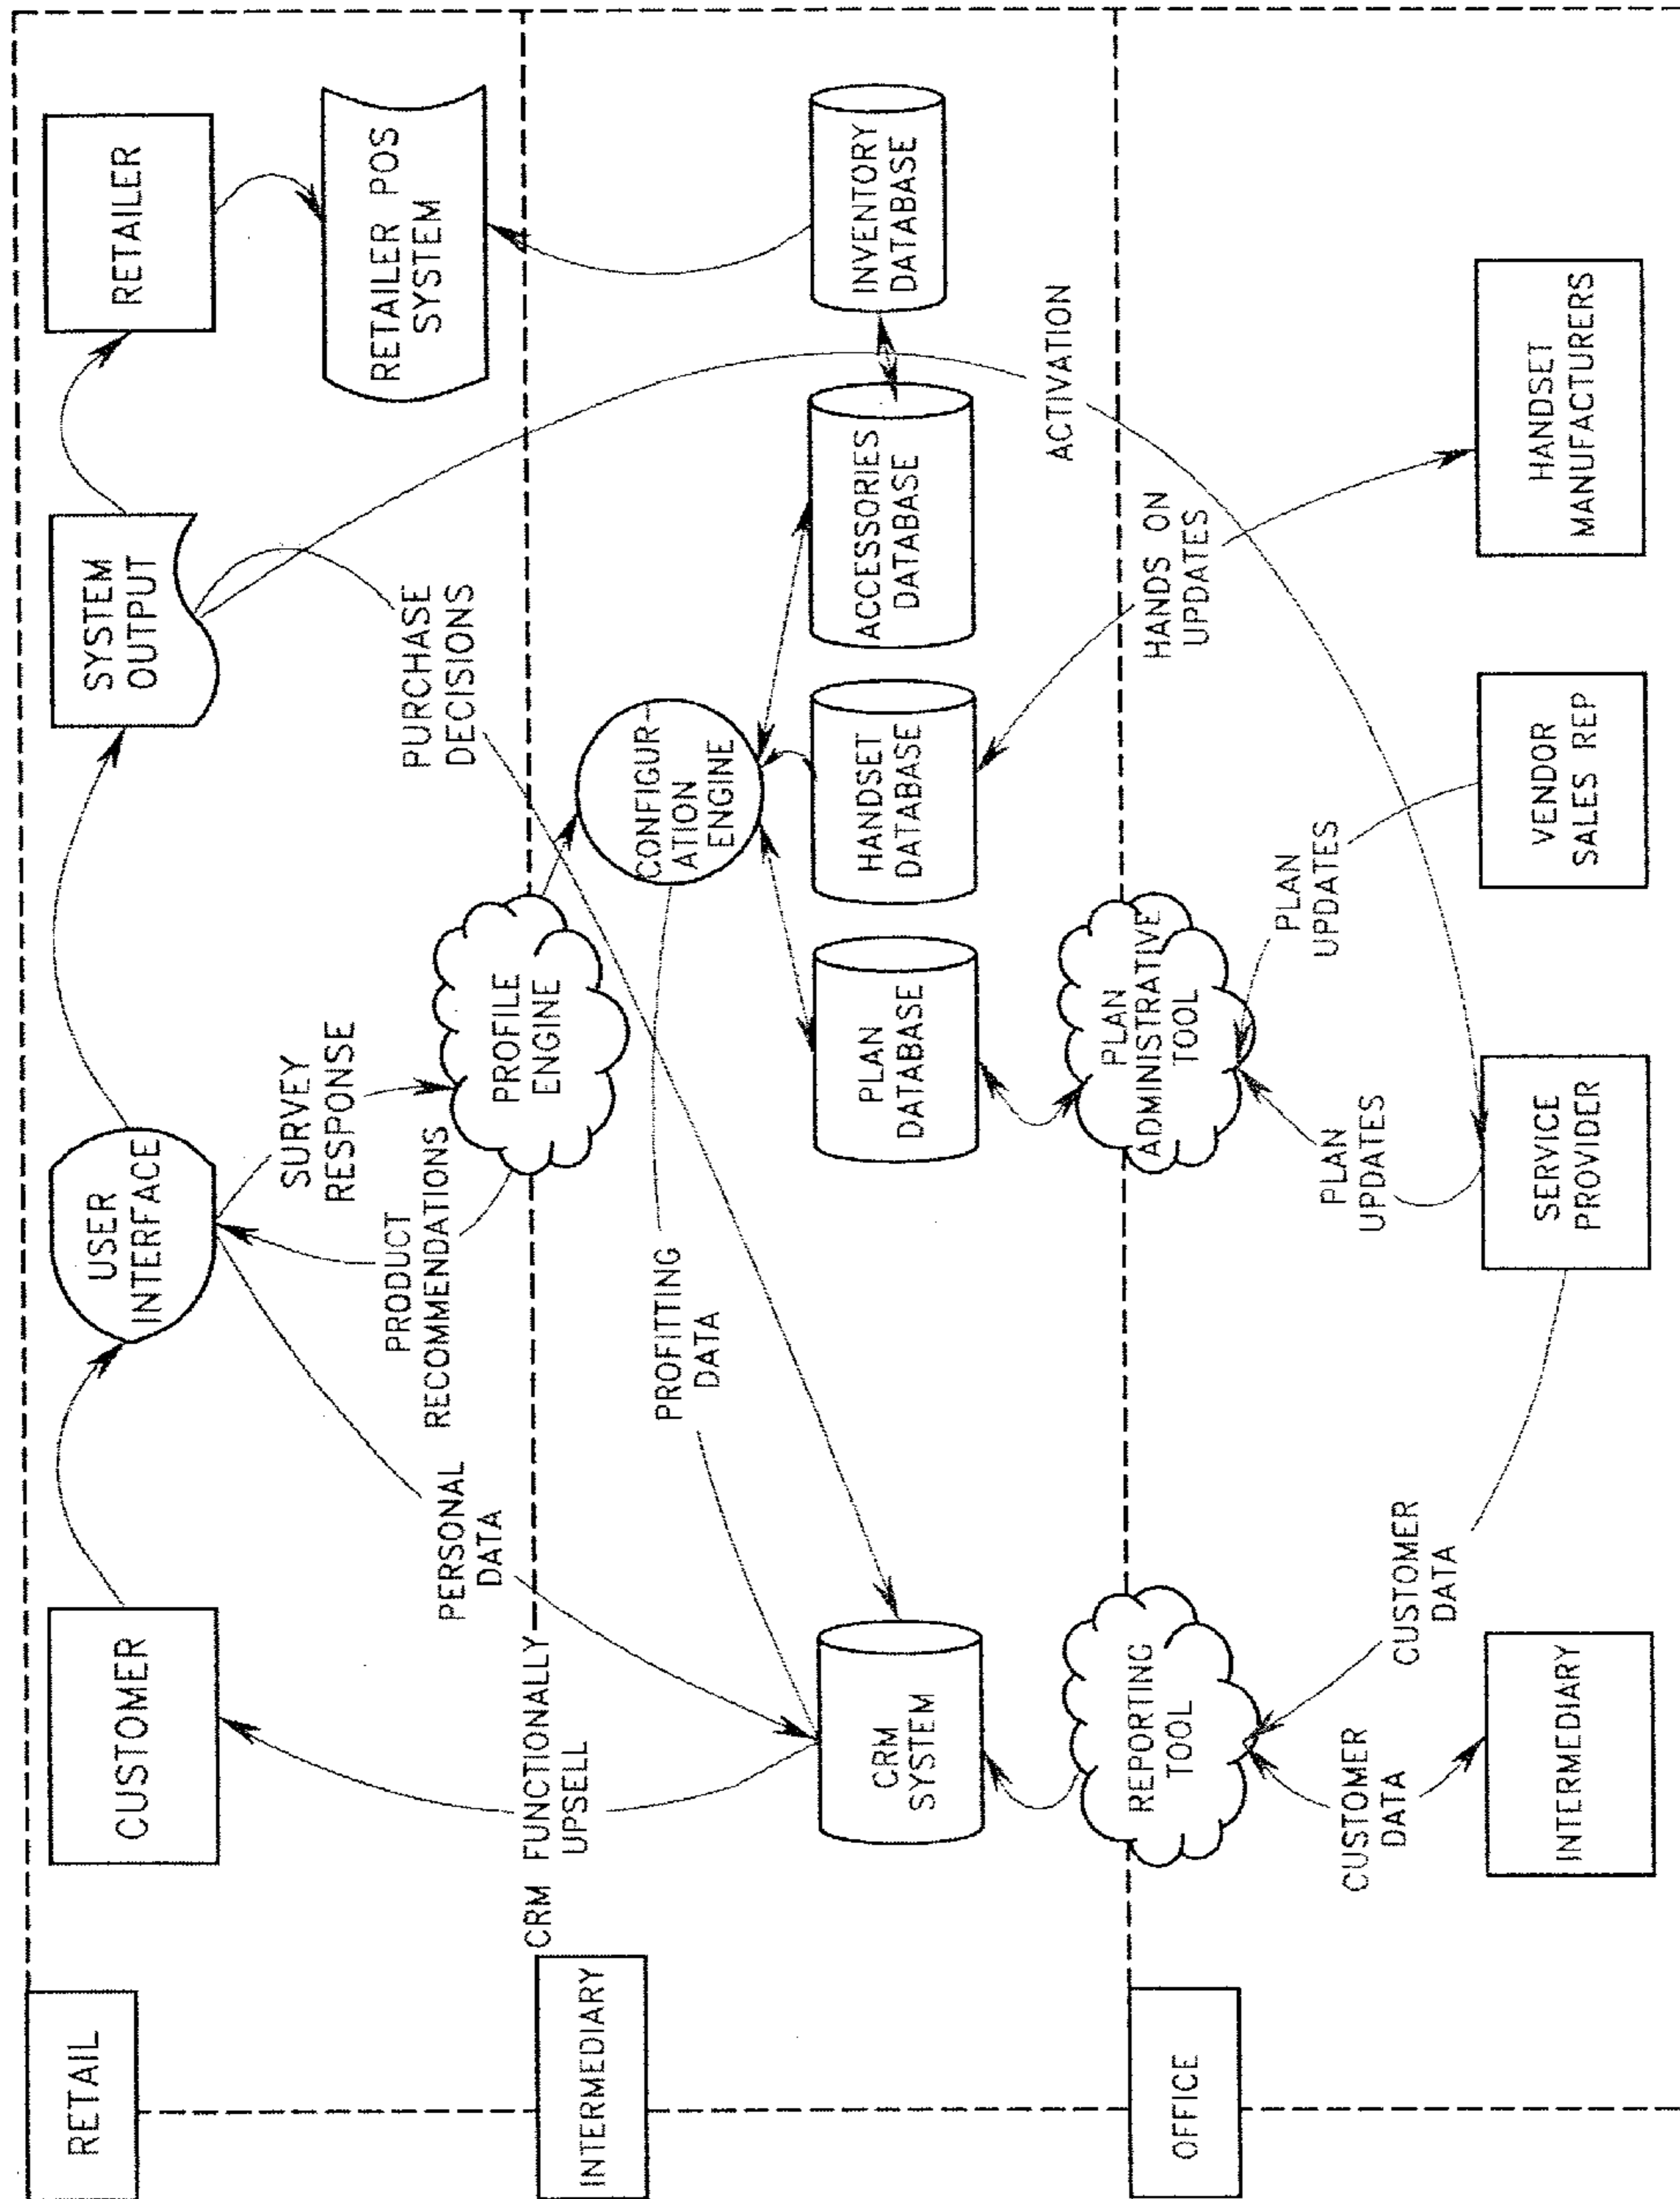 RETAIL
CUSTOMER
USER
INTERFACE
SYSTEM
OUTPUT
RETAILER
RETAILER POS
SYSTEM
SURVEY
RESPONSE
PRODUCT
RECOMMENDATIONS
PERSONAL
DATA
PURCHASE
DECISIONS
CRM FUNCTIONALLY
UPSELL
PROFILE
ENGINE
INTERMEDIARY
CONFIGUR-
ATION
ENGINE
PROFITTING
DATA
CRM
SYSTEM
PLAN
DATABASE
HANDSET
DATABASE
ACCESSORIES
DATABASE
INVENTORY
DATABASE
ACTIVATION
OFFICE
REPORTING
TOOL
PLAN
ADMINISTRATIVE
TOOL
HANDS ON
UPDATES
CUSTOMER
DATA
CUSTOMER
DATA
PLAN
UPDATES
PLAN
UPDATES
INTERMEDIARY
SERVICE
PROVIDER
VENDOR
SALES REP
HANDSET
MANUFACTURERS